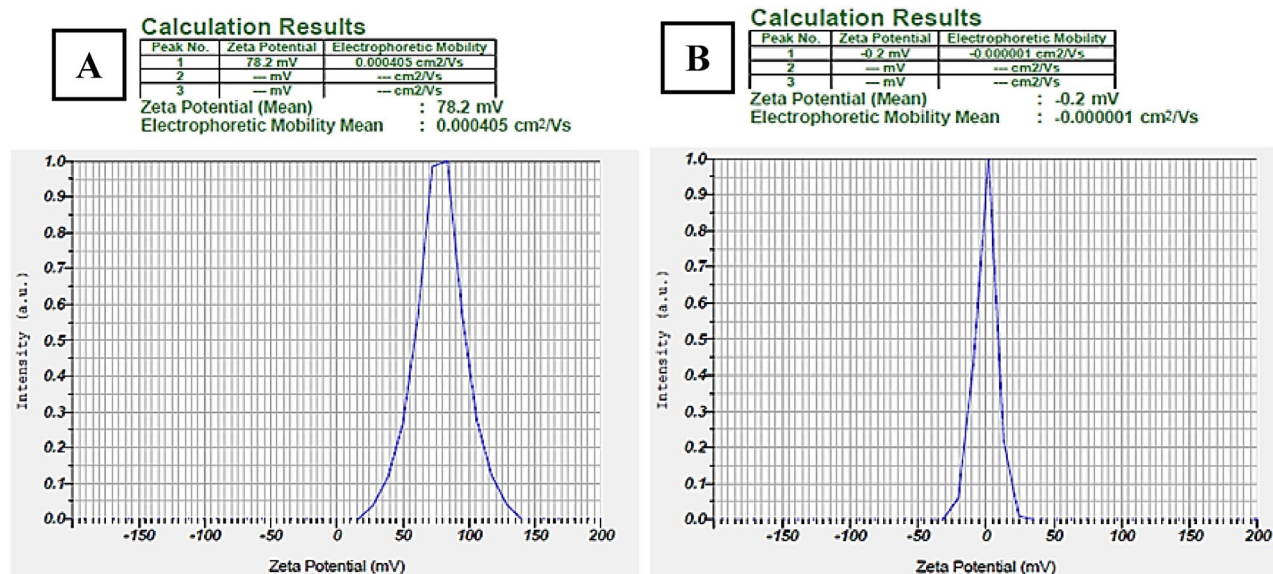 A
Calculation Results
Peak No. Zeta Potential Electrophoretic Mobility
1 78.2 mV 0.000405 cm2/Vs
2 --- mV --- cm2/Vs
3 --- mV --- cm2/Vs
Zeta Potential (Mean) : 78.2 mV
Electrophoretic Mobility Mean : 0.000405 cm²/Vs
Intensity (a.u.)
1.0
0.9
0.8
0.7
0.6
0.5
0.4
0.3
0.2
0.1
0.0
-150 -100 -50 0 50 100 150 200
Zeta Potential (mV)
B
Calculation Results
Peak No. Zeta Potential Electrophoretic Mobility
1 -0.2 mV -0.000001 cm2/Vs
2 --- mV --- cm2/Vs
3 --- mV --- cm2/Vs
Zeta Potential (Mean) : -0.2 mV
Electrophoretic Mobility Mean : -0.000001 cm²/Vs
Intensity (a.u.)
1.0
0.9
0.8
0.7
0.6
0.5
0.4
0.3
0.2
0.1
0.0
-150 -100 -50 0 50 100 150 200
Zeta Potential (mV)